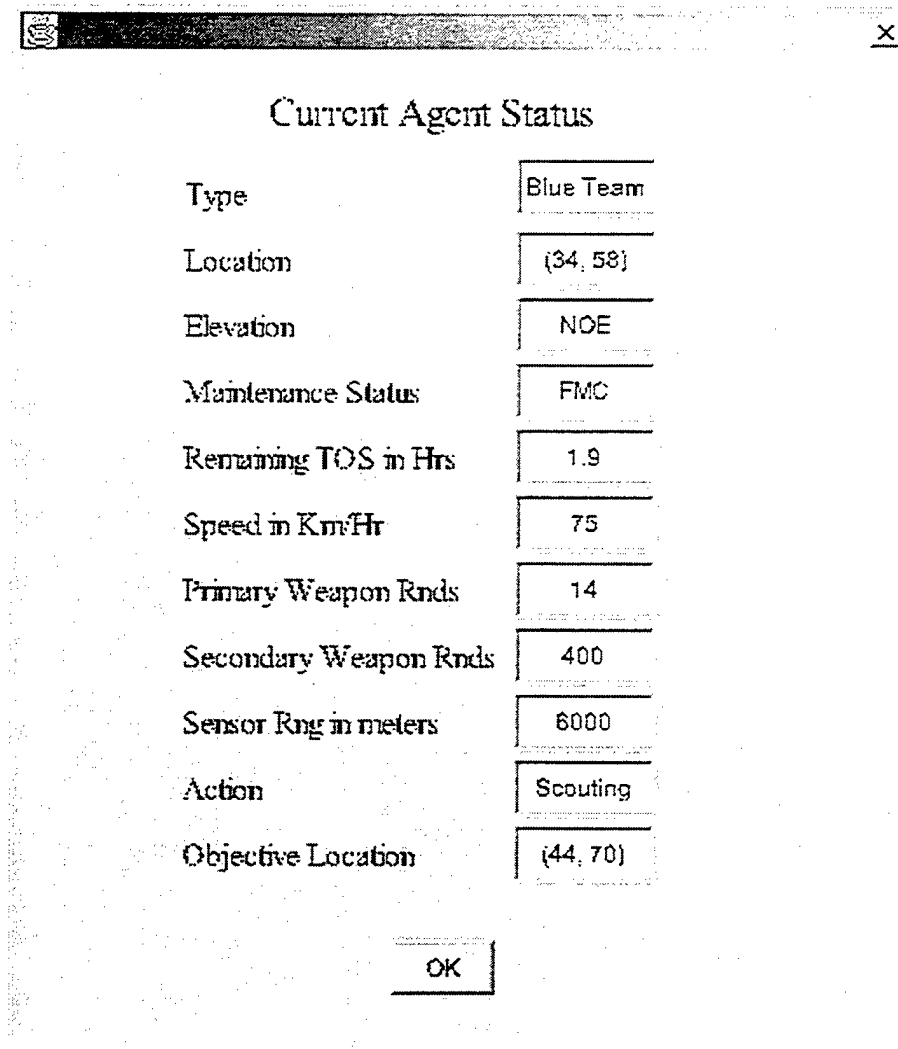 Current Agent Status
Type Blue Team
Location (34, 58)
Elevation NOE
Maintenance Status FMC
Remaining TOS in Hrs 1.9
Speed in Km/Hr 75
Primary Weapon Rnds 14
Secondary Weapon Rnds 400
Sensor Rng in meters 6000
Action Scouting
Objective Location (44, 70)
OK